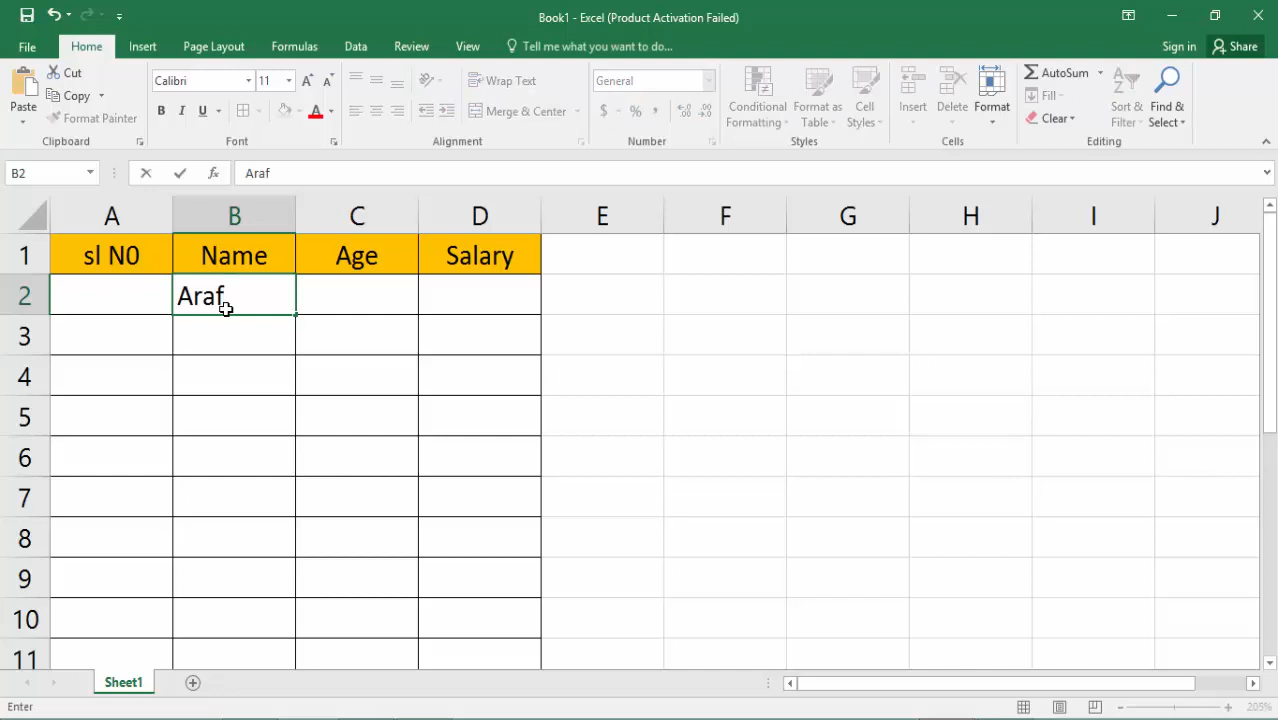 Book1 - Excel (Product Activation Failed)
File Home Insert Page Layout Formulas Data Review View Tell me what you want to do... Sign in Share
Paste
Cut
Copy
Format Painter
Clipboard
Calibri 11
B I U A
Font
Wrap Text
Merge & Center
Alignment
General
$ % ,
Number
Conditional Formatting
Format as Table
Cell Styles
Styles
Insert
Delete
Format
Cells
AutoSum
Fill
Clear
Sort & Filter
Find & Select
Editing
B2 fx Araf
A B C D E F G H I J
1 sl N0 Name Age Salary
2 Araf
3
4
5
6
7
8
9
10
11
Sheet1
Enter 205%